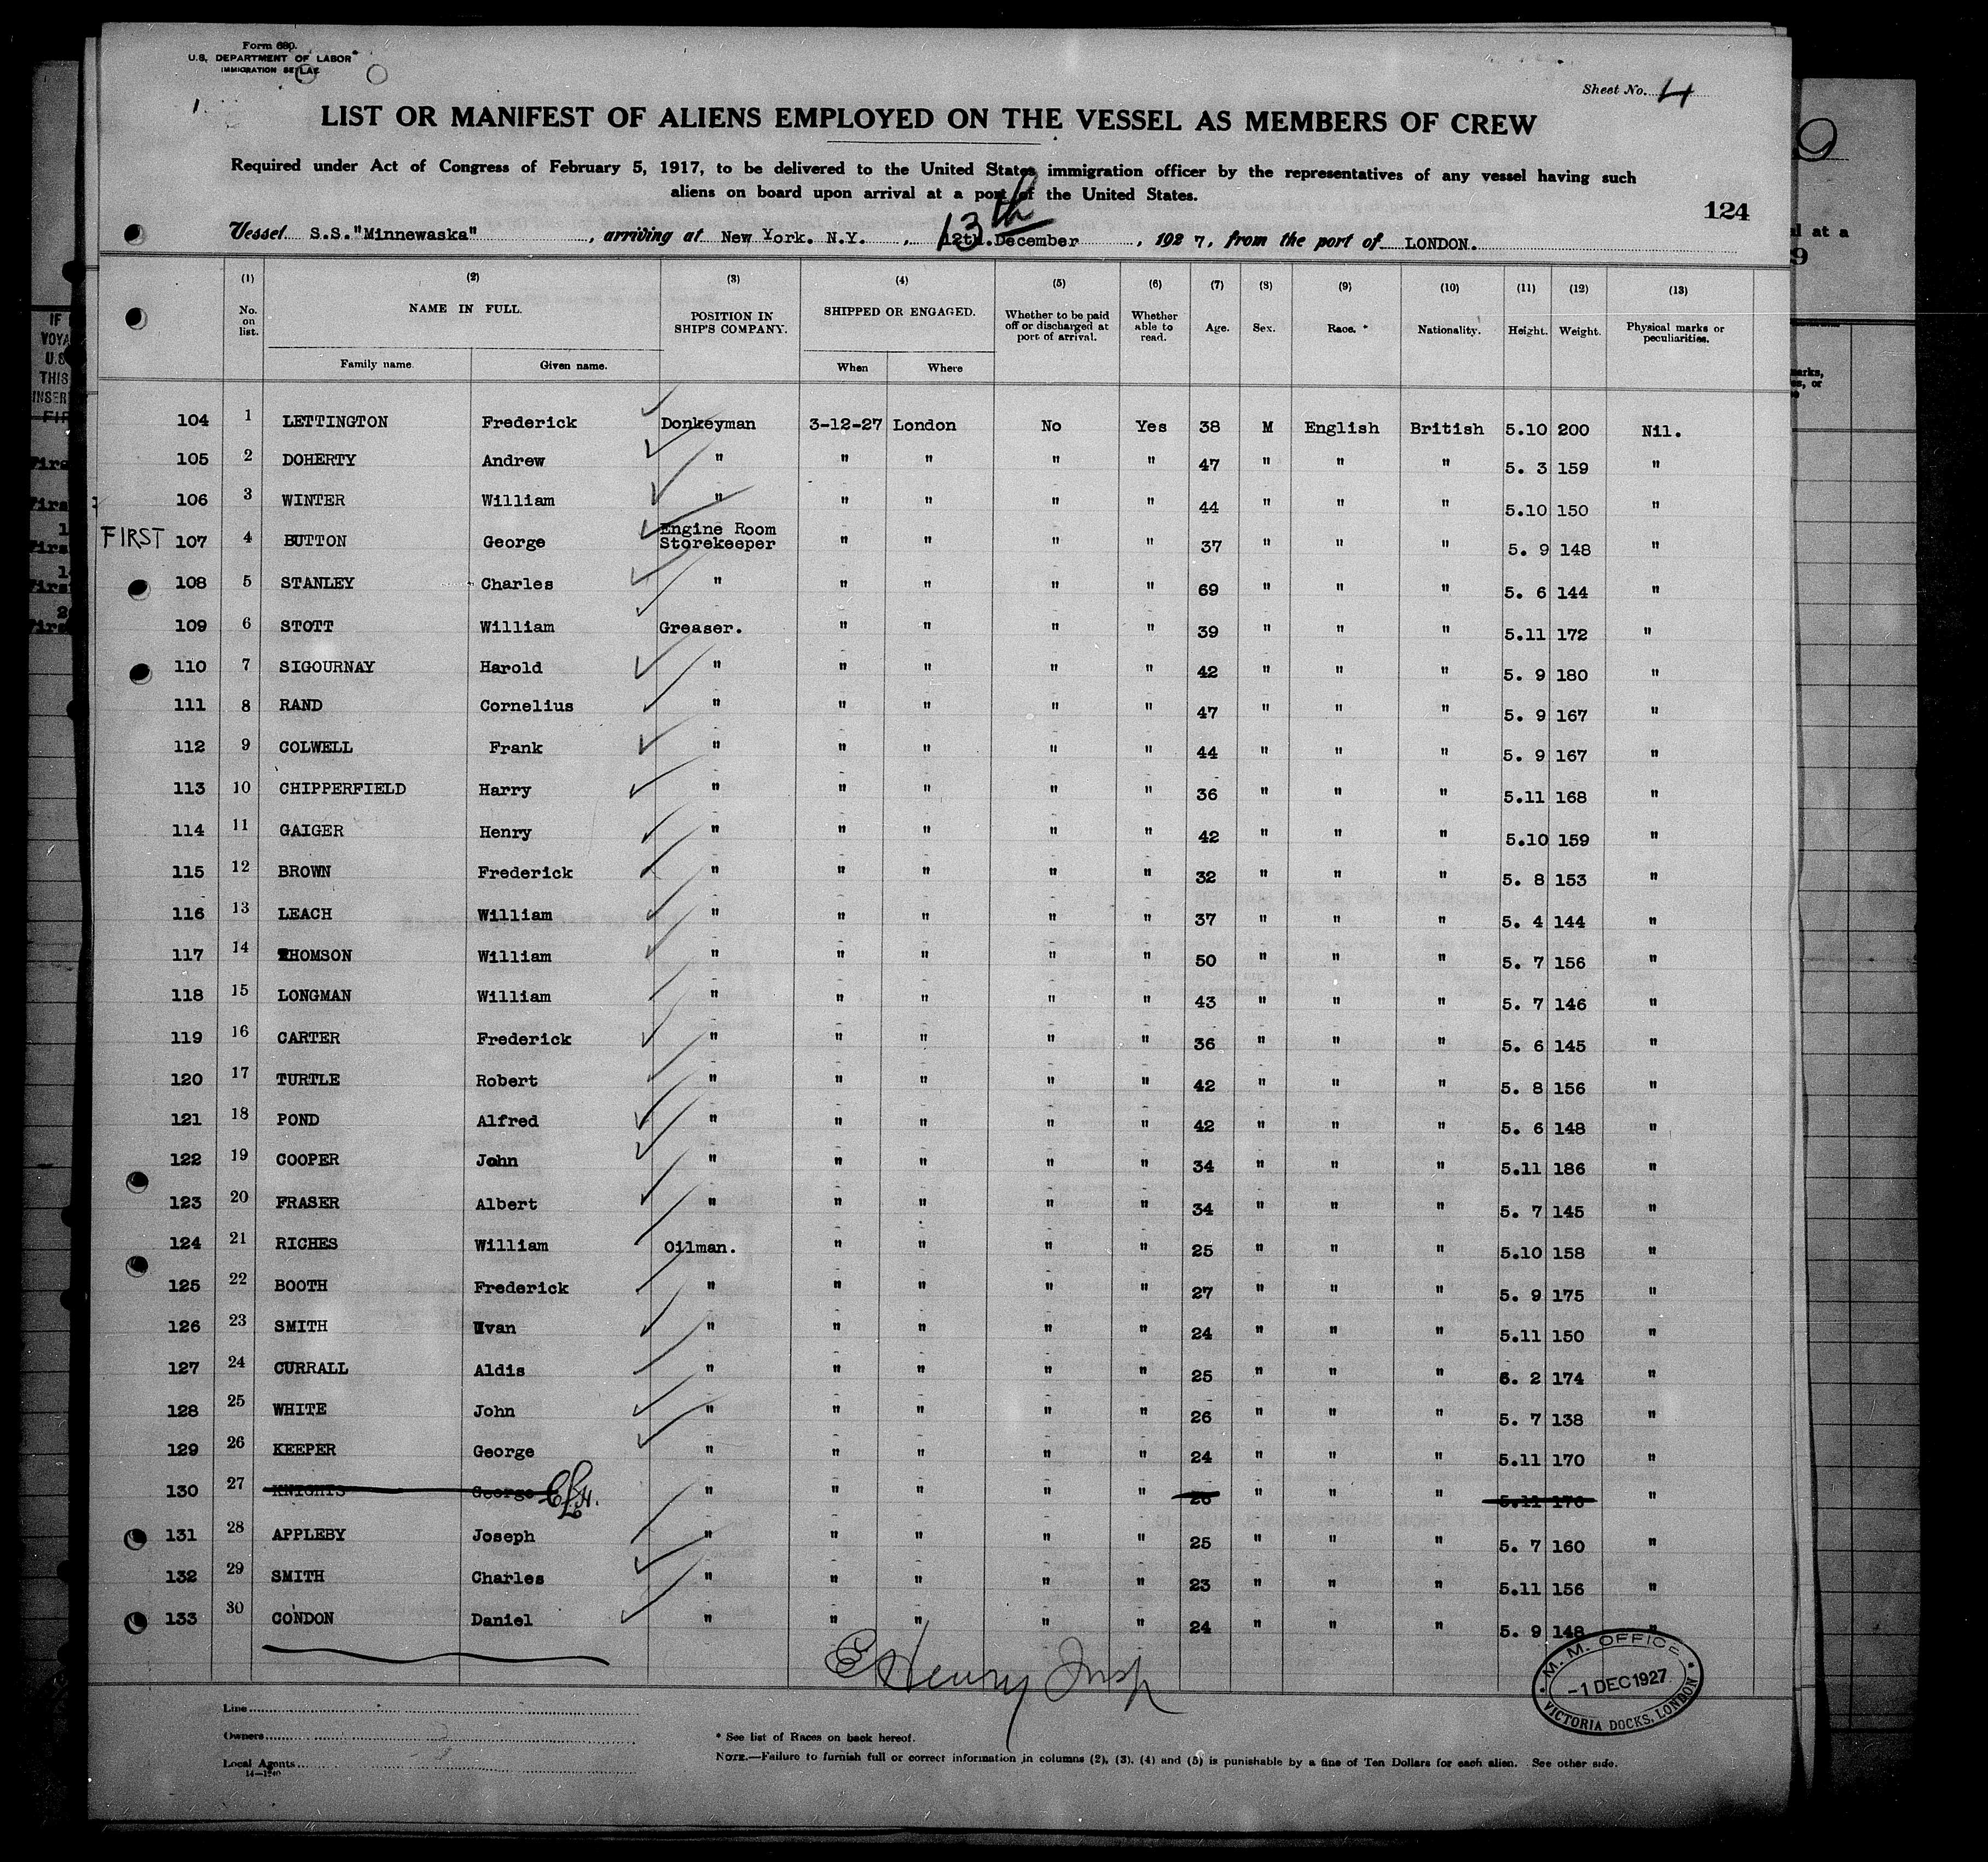 Form 680.
U.S. DEPARTMENT OF LABOR
IMMIGRATION
Sheet No. 4
LIST OR MANIFEST OF ALIENS EMPLOYED ON THE VESSEL AS MEMBERS OF CREW
Required under Act of Congress of February 5, 1917, to be delivered to the United States immigration officer by the representatives of any vessel having such
aliens on board upon arrival at a port of the United States.
124
13th
Vessel S.S."Minnewaska" , arriving at New York. N.Y. , 12th.December , 1927, from the port of LONDON.
(1) (2) (3) (4) (5) (6) (7) (8) (9) (10) (11) (12) (13)
No. on list. NAME IN FULL. POSITION IN SHIP'S COMPANY. SHIPPED OR ENGAGED. Whether to be paid off or discharged at port of arrival. Whether able to read. Age. Sex. Race. * Nationality. Height. Weight. Physical marks or peculiarities.
Family name. Given name. When Where
104 1 LETTINGTON Frederick Donkeyman 3-12-27 London No Yes 38 M English British 5.10 200 Nil.
105 2 DOHERTY Andrew " " " " " 47 " " " 5. 3 159 "
106 3 WINTER William " " " " " 44 " " " 5.10 150 "
FIRST 107 4 BUTTON George Engine Room Storekeeper " " " " 37 " " " 5. 9 148 "
108 5 STANLEY Charles " " " " " 69 " " " 5. 6 144 "
109 6 STOTT William Greaser. " " " " 39 " " " 5.11 172 "
110 7 SIGOURNAY Harold " " " " " 42 " " " 5. 9 180 "
111 8 RAND Cornelius " " " " " 47 " " " 5. 9 167 "
112 9 COLWELL Frank " " " " " 44 " " " 5. 9 167 "
113 10 CHIPPERFIELD Harry " " " " " 36 " " " 5.11 168 "
114 11 GAIGER Henry " " " " " 42 " " " 5.10 159 "
115 12 BROWN Frederick " " " " " 32 " " " 5. 8 153 "
116 13 LEACH William " " " " " 37 " " " 5. 4 144 "
117 14 THOMSON William " " " " " 50 " " " 5. 7 156 "
118 15 LONGMAN William " " " " " 43 " " " 5. 7 146 "
119 16 CARTER Frederick " " " " " 36 " " " 5. 6 145 "
120 17 TURTLE Robert " " " " " 42 " " " 5. 8 156 "
121 18 POND Alfred " " " " " 42 " " " 5. 6 148 "
122 19 COOPER John " " " " " 34 " " " 5.11 186 "
123 20 FRASER Albert " " " " " 34 " " " 5. 7 145 "
124 21 RICHES William Oilman. " " " " 25 " " " 5.10 158 "
125 22 BOOTH Frederick " " " " " 27 " " " 5. 9 175 "
126 23 SMITH " " " " " 24 " " " 5.11 150 "
127 24 CURRALL Aldis " " " " " 25 " " " 6. 2 174 "
128 25 WHITE John " " " " " 26 " " " 5. 7 138 "
129 26 KEEPER George " " " " " 24 " " " 5.11 170 "
130 27 KNIGHTS George " " " " " 26 " " " 5.11 "
131 28 APPLEBY Joseph " " " " " 25 " " " 5. 7 160 "
132 29 SMITH Charles " " " " " 23 " " " 5.11 156 "
133 30 CONDON Daniel " " " " " 24 " " " 5. 9 148 "
E Henry Insp
M. M. OFFICE
-1 DEC 1927
VICTORIA DOCKS, LONDON
Line
Owners
Local Agents
14—1240
* See list of Races on back hereof.
NOTE.—Failure to furnish full or correct information in columns (2), (3), (4) and (5) is punishable by a fine of Ten Dollars for each alien. See other side.